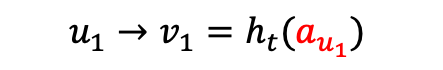 u₁ → v₁ = hₜ(a_{u₁})